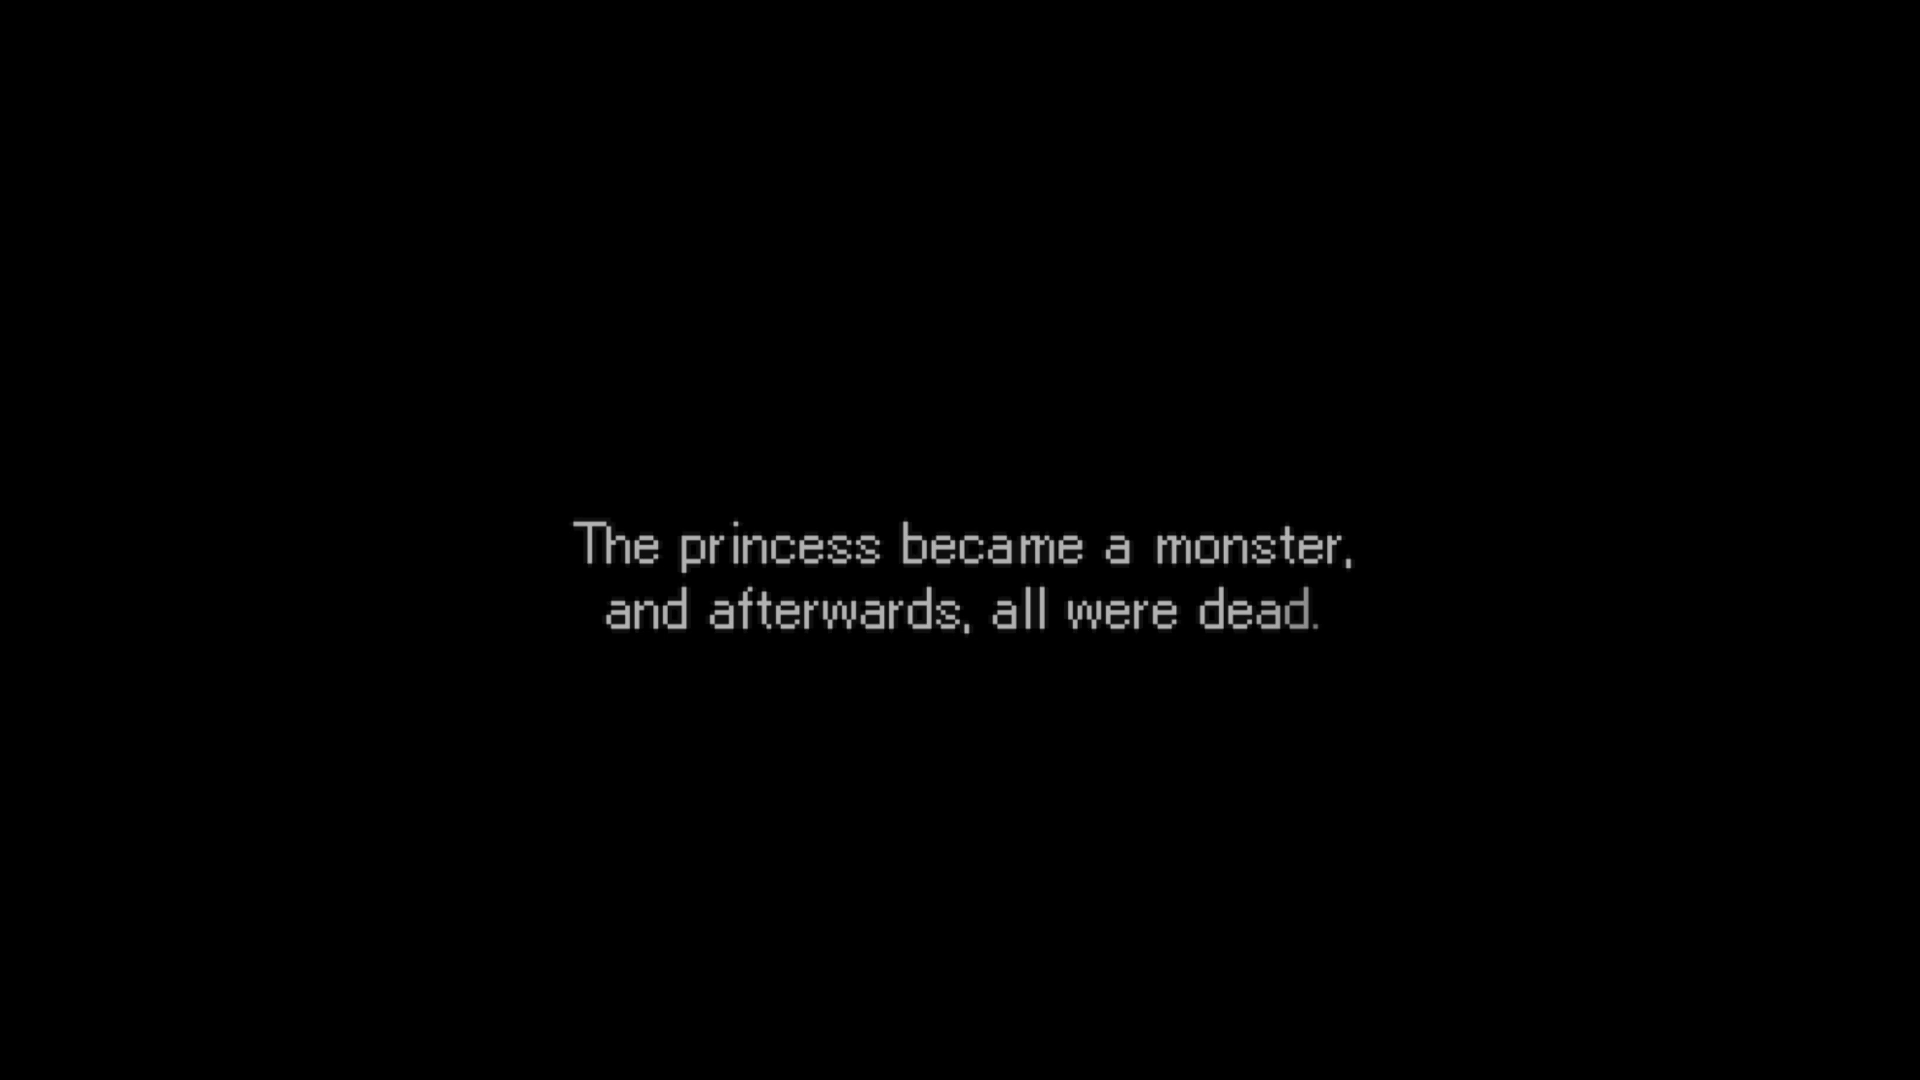 The princess became a monster,
and afterwards, all were dead.